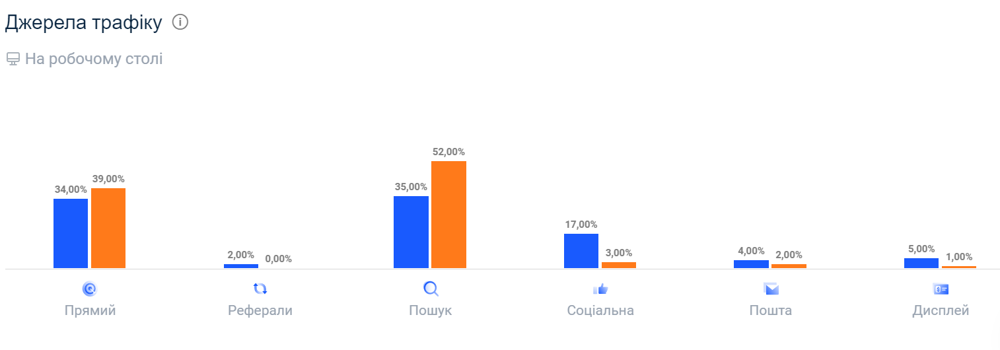 Джерела трафіку
На робочому столі
34,00% 39,00% 2,00% 0,00% 35,00% 52,00% 17,00% 3,00% 4,00% 2,00% 5,00% 1,00%
Прямий Реферали Пошук Соціальна Пошта Дисплей